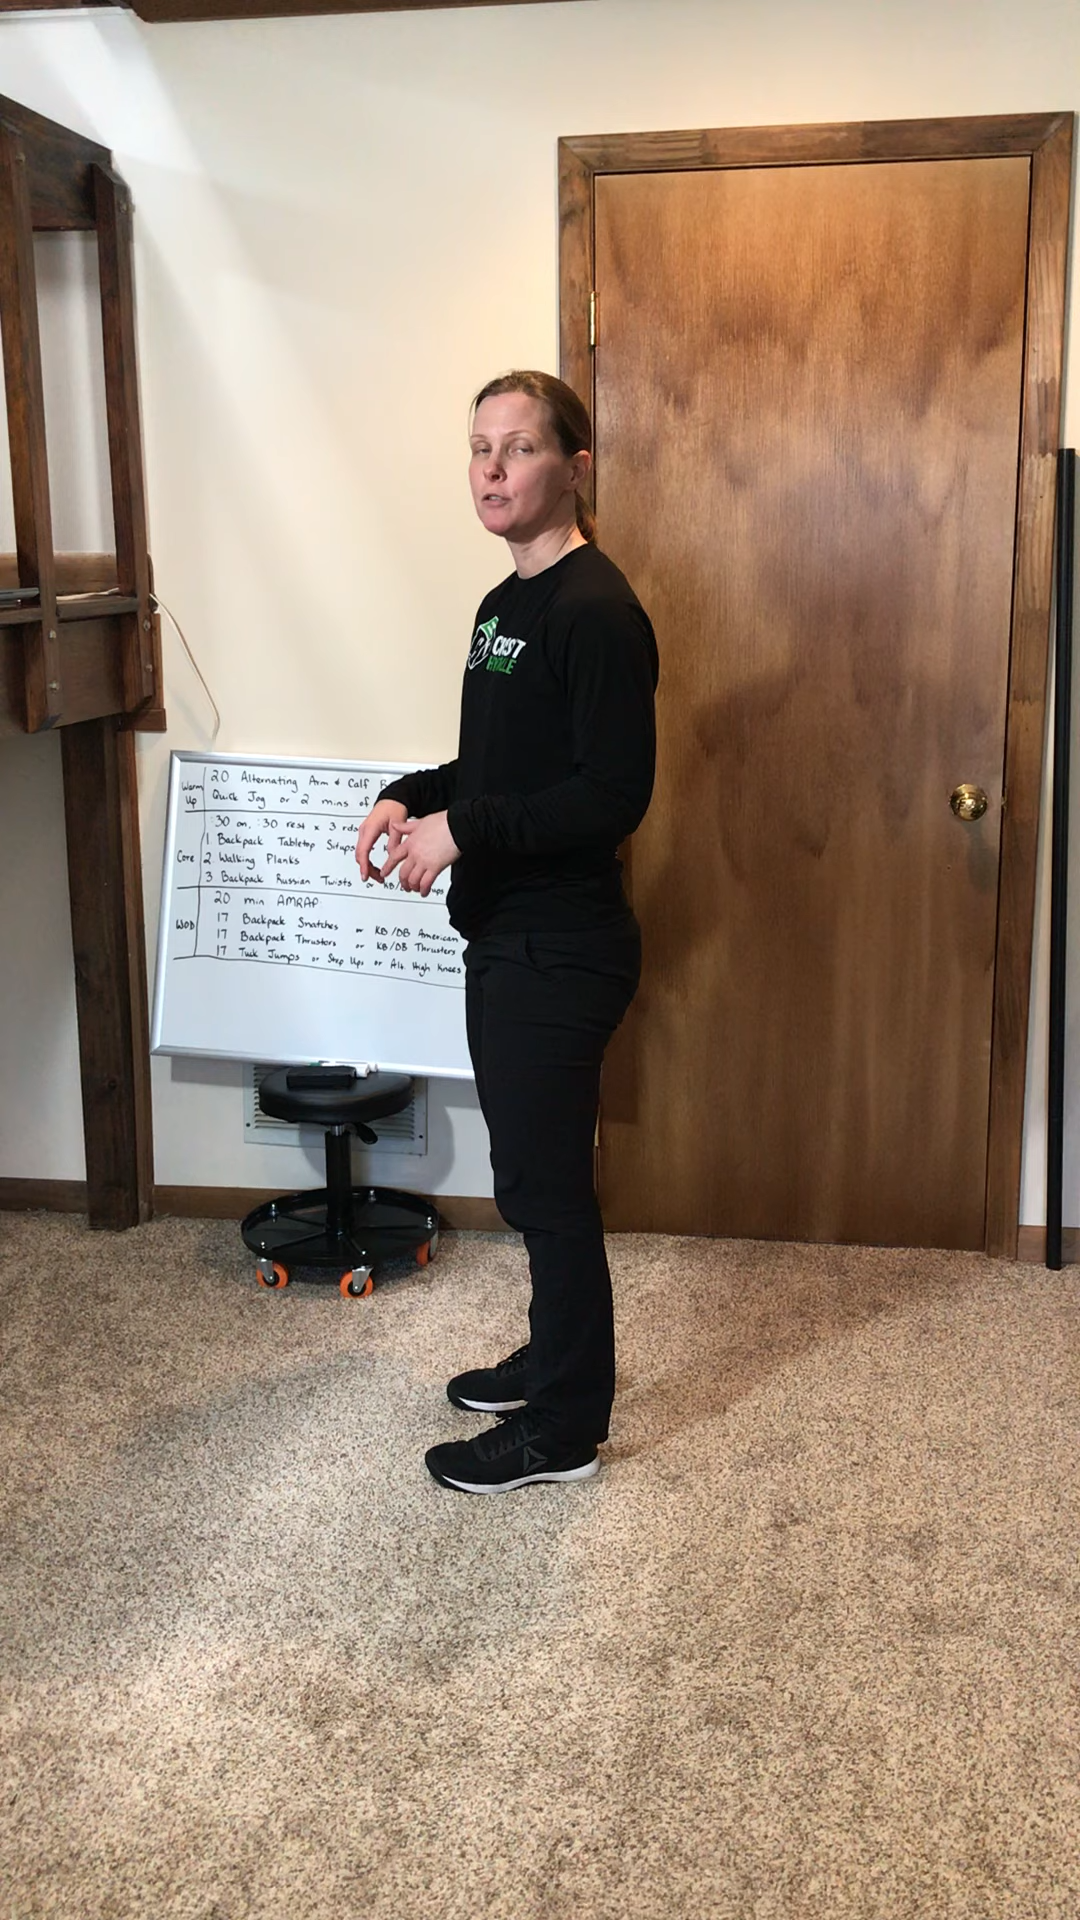 Warm Up
20 Alternating Arm & Calf
Quick Jog or 2 mins of
Core
:30 on, :30 rest x 3 rds
1. Backpack Tabletop Situps
2. Walking Planks
3 Backpack Russian Twists or KB/ ups
WOD
20 min AMRAP
17 Backpack Snatches or KB/DB American
17 Backpack Thrusters or KB/DB Thrusters
17 Tuck Jumps or Step Ups or Alt. High Knees